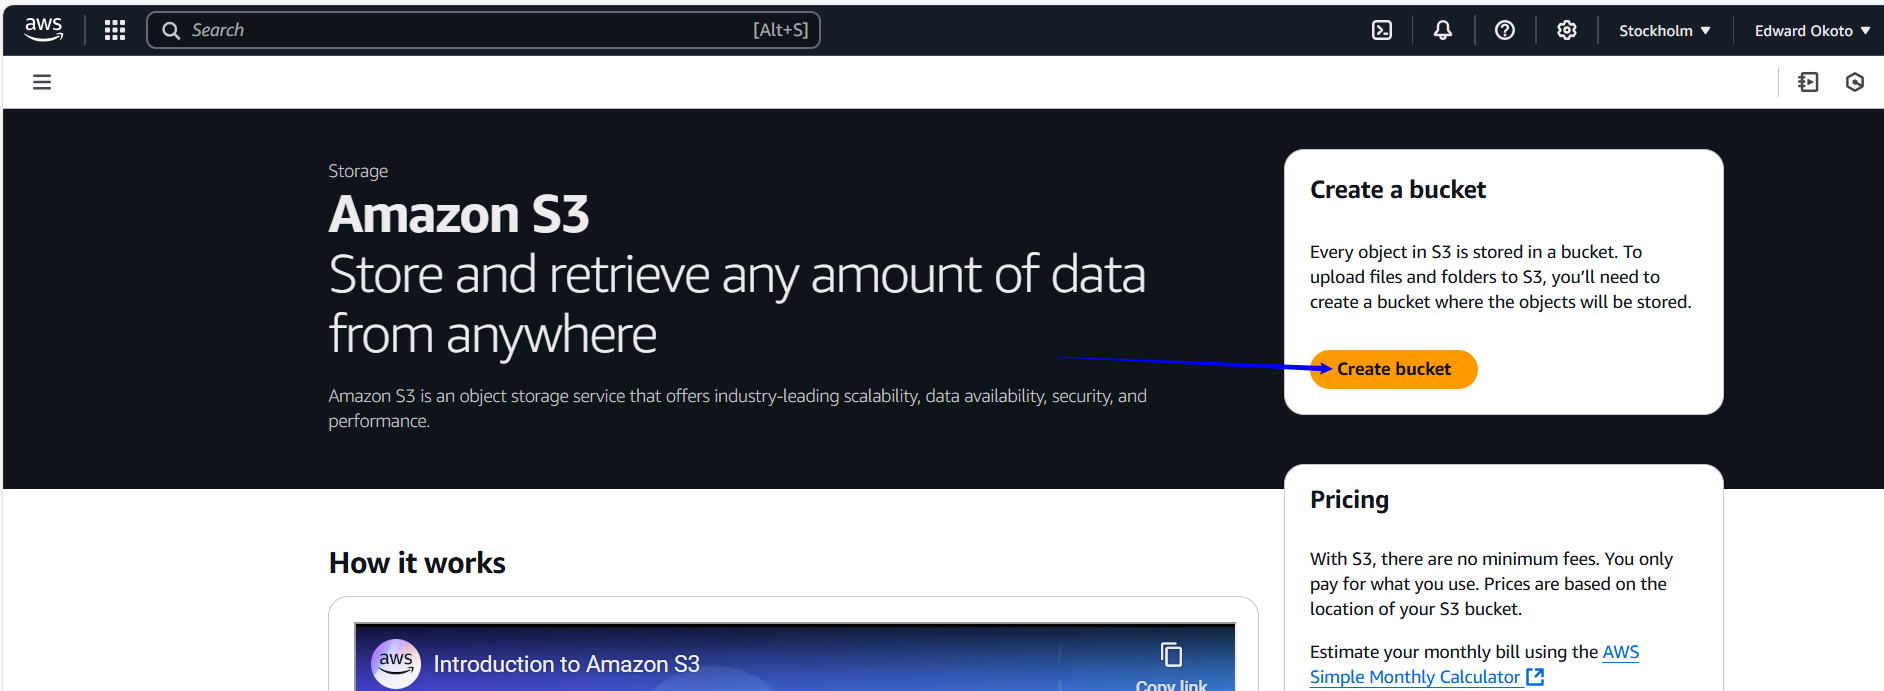 aws
Search
[Alt+S]
Stockholm
Edward Okoto
Storage
Amazon S3
Store and retrieve any amount of data
from anywhere
Amazon S3 is an object storage service that offers industry-leading scalability, data availability, security, and
performance.
Create a bucket
Every object in S3 is stored in a bucket. To
upload files and folders to S3, you’ll need to
create a bucket where the objects will be stored.
Create bucket
Pricing
With S3, there are no minimum fees. You only
pay for what you use. Prices are based on the
location of your S3 bucket.
Estimate your monthly bill using the AWS
Simple Monthly Calculator
How it works
aws
Introduction to Amazon S3
Copy link